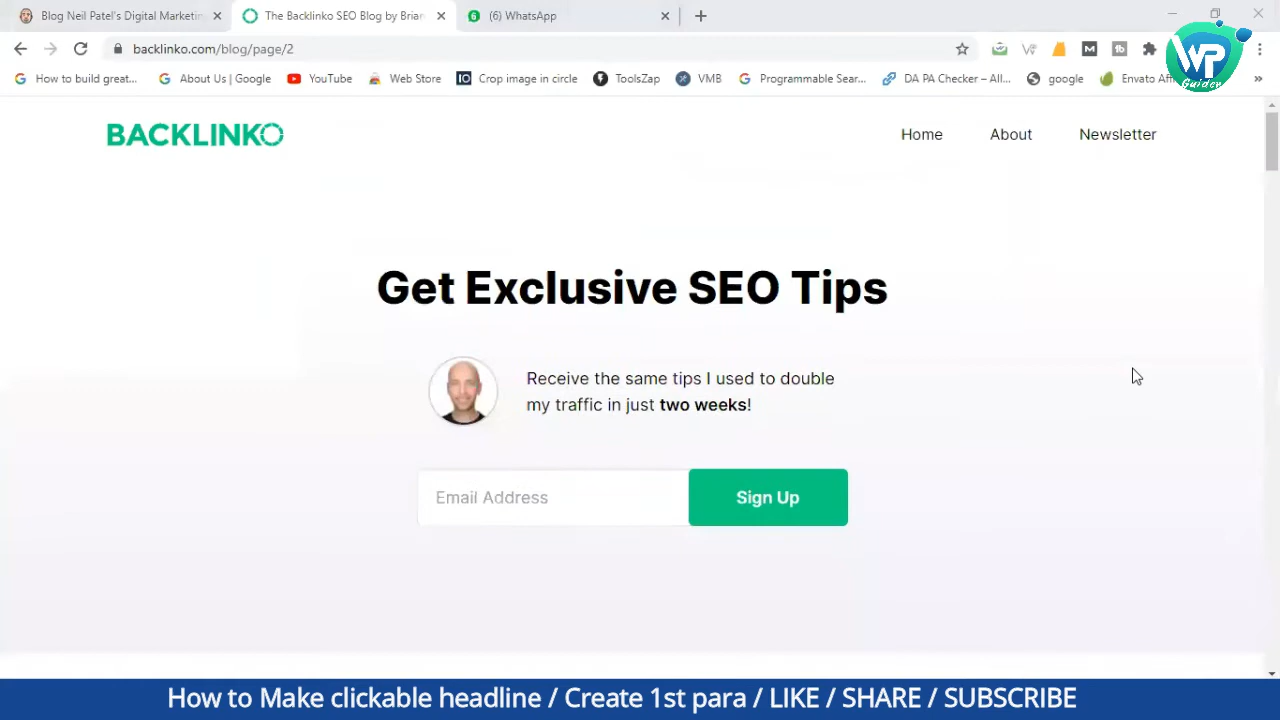 Blog Neil Patel's Digital Marketin
The Backlinko SEO Blog by Brian
6 (6) WhatsApp
backlinko.com/blog/page/2
How to build great...
About Us | Google
YouTube
Web Store
Crop image in circle
ToolsZap
VMB
Programmable Sear...
DA PA Checker – All...
google
Envato Aff
WP
Guider
BACKLINKO
Home
About
Newsletter
Get Exclusive SEO Tips
Receive the same tips I used to double
my traffic in just two weeks!
Email Address
Sign Up
How to Make clickable headline / Create 1st para / LIKE / SHARE / SUBSCRIBE